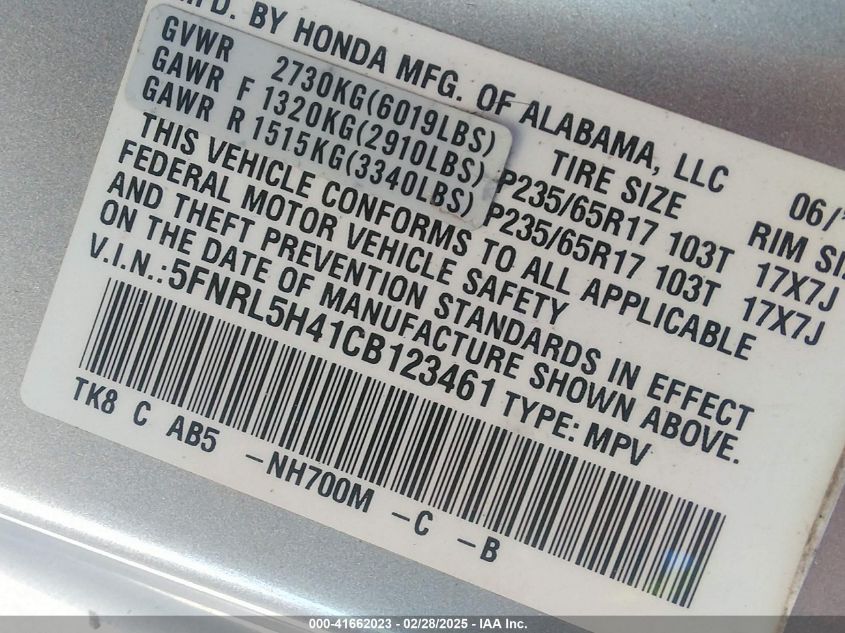 MFD. BY HONDA MFG. OF ALABAMA, LLC 06/
GVWR 2730KG(6019LBS) TIRE SIZE RIM SI
GAWR F 1320KG(2910LBS) P235/65R17 103T 17X7J
GAWR R 1515KG(3340LBS) P235/65R17 103T 17X7J
THIS VEHICLE CONFORMS TO ALL APPLICABLE
FEDERAL MOTOR VEHICLE SAFETY
AND THEFT PREVENTION STANDARDS IN EFFECT
ON THE DATE OF MANUFACTURE SHOWN ABOVE.
V.I.N.: 5FNRL5H41CB123461 TYPE: MPV
TK8 C AB5 -NH700M -C -B
000-41662023 - 02/28/2025 - IAA Inc.